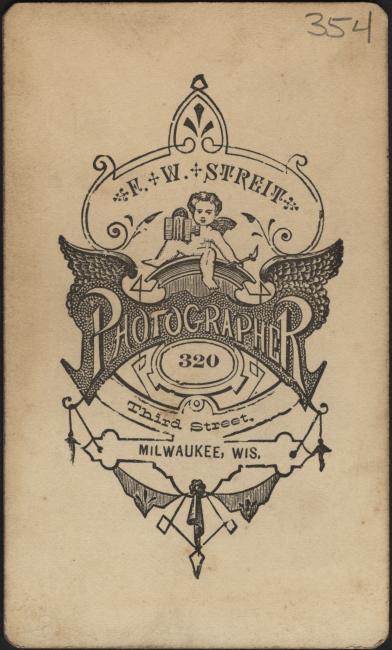 354
F. W. STREIT
PHOTOGRAPHER
320
Third Street.
MILWAUKEE, WIS.